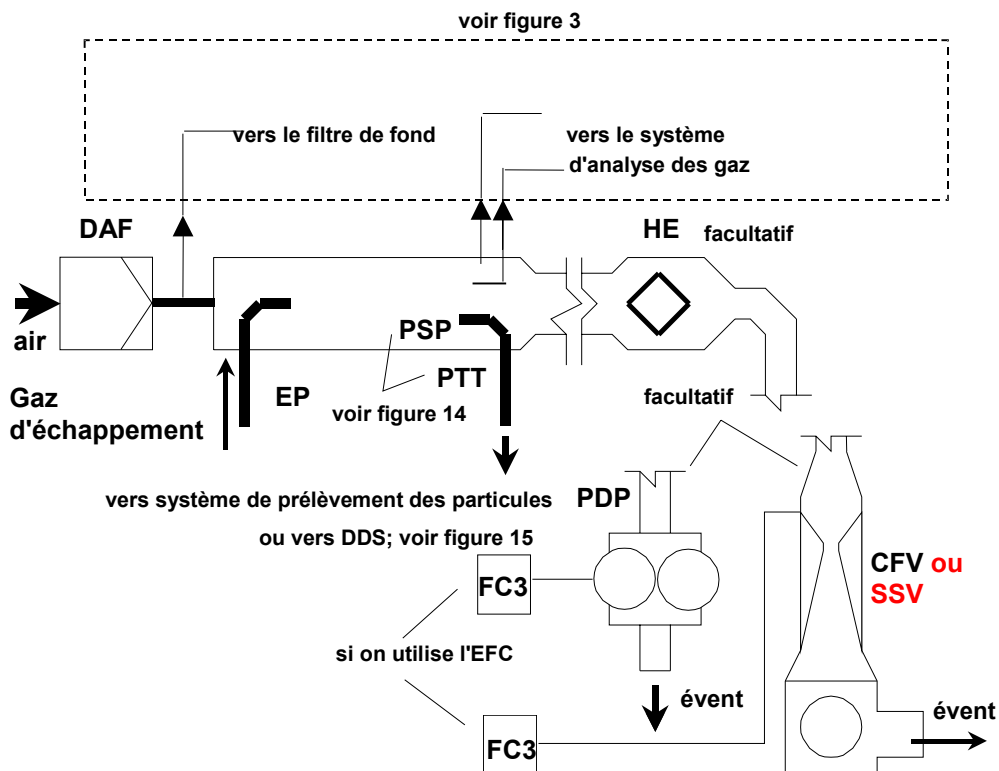 voir figure 3
vers le filtre de fond
vers le système
d'analyse des gaz
DAF
HE
facultatif
air
PSP
PTT
EP
voir figure 14
Gaz
d'échappement
facultatif
vers système de prélèvement des particules
ou vers DDS; voir figure 15
PDP
CFV ou
SSV
FC3
si on utilise l'EFC
évent
évent
FC3